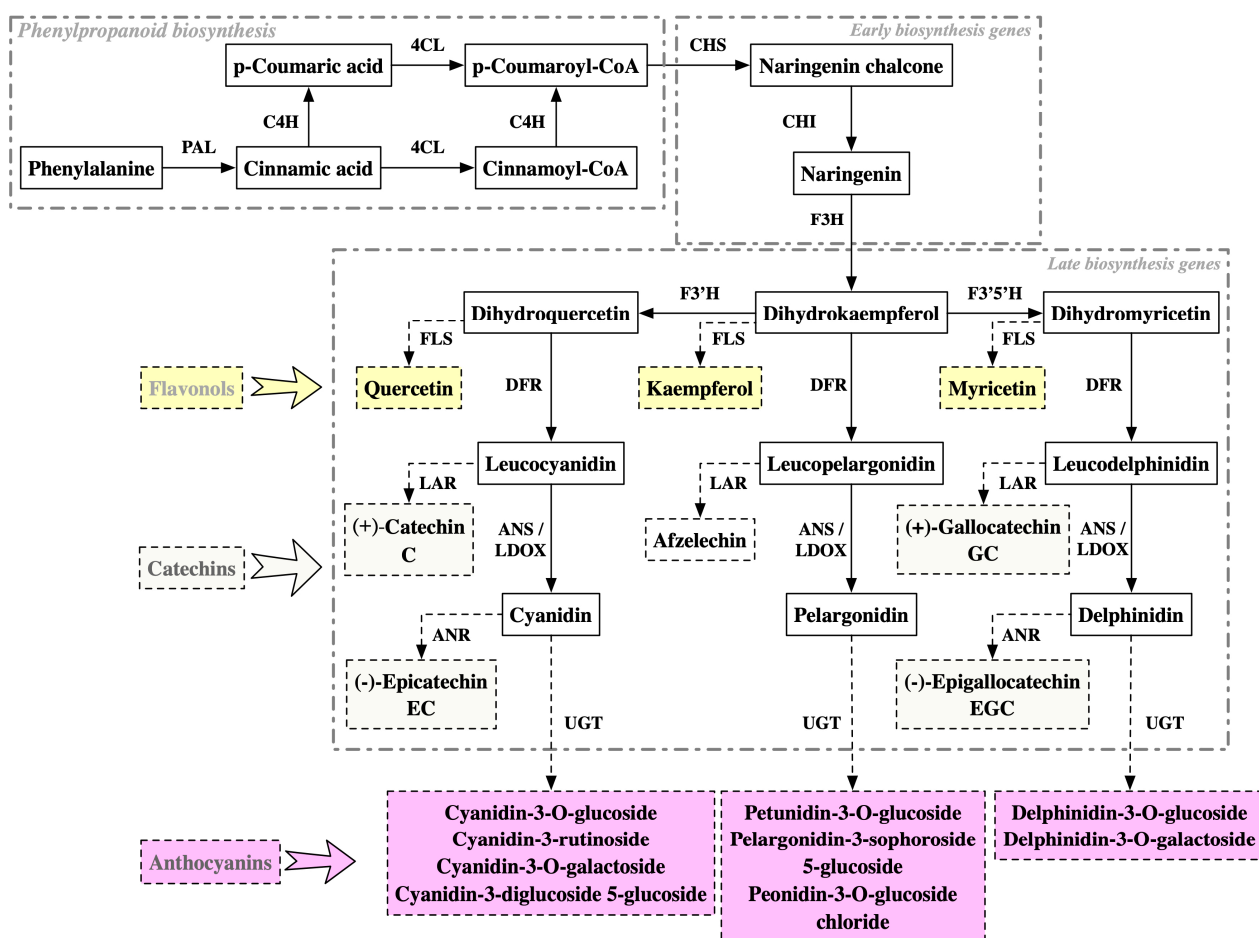 Phenylpropanoid biosynthesis
Early biosynthesis genes
p-Coumaric acid
4CL
p-Coumaroyl-CoA
CHS
Naringenin chalcone
C4H
C4H
CHI
Phenylalanine
PAL
Cinnamic acid
4CL
Cinnamoyl-CoA
Naringenin
F3H
Late biosynthesis genes
Dihydroquercetin
F3’H
Dihydrokaempferol
F3’5’H
Dihydromyricetin
FLS
FLS
FLS
Flavonols
Quercetin
DFR
Kaempferol
DFR
Myricetin
DFR
Leucocyanidin
Leucopelargonidin
Leucodelphinidin
LAR
LAR
LAR
(+)-Catechin
C
ANS /
LDOX
Afzelechin
ANS /
LDOX
(+)-Gallocatechin
GC
ANS /
LDOX
Catechins
Cyanidin
Pelargonidin
Delphinidin
ANR
ANR
(-)-Epicatechin
EC
(-)-Epigallocatechin
EGC
UGT
UGT
UGT
Anthocyanins
Cyanidin-3-O-glucoside
Cyanidin-3-rutinoside
Cyanidin-3-O-galactoside
Cyanidin-3-diglucoside 5-glucoside
Petunidin-3-O-glucoside
Pelargonidin-3-sophoroside
5-glucoside
Peonidin-3-O-glucoside
chloride
Delphinidin-3-O-glucoside
Delphinidin-3-O-galactoside